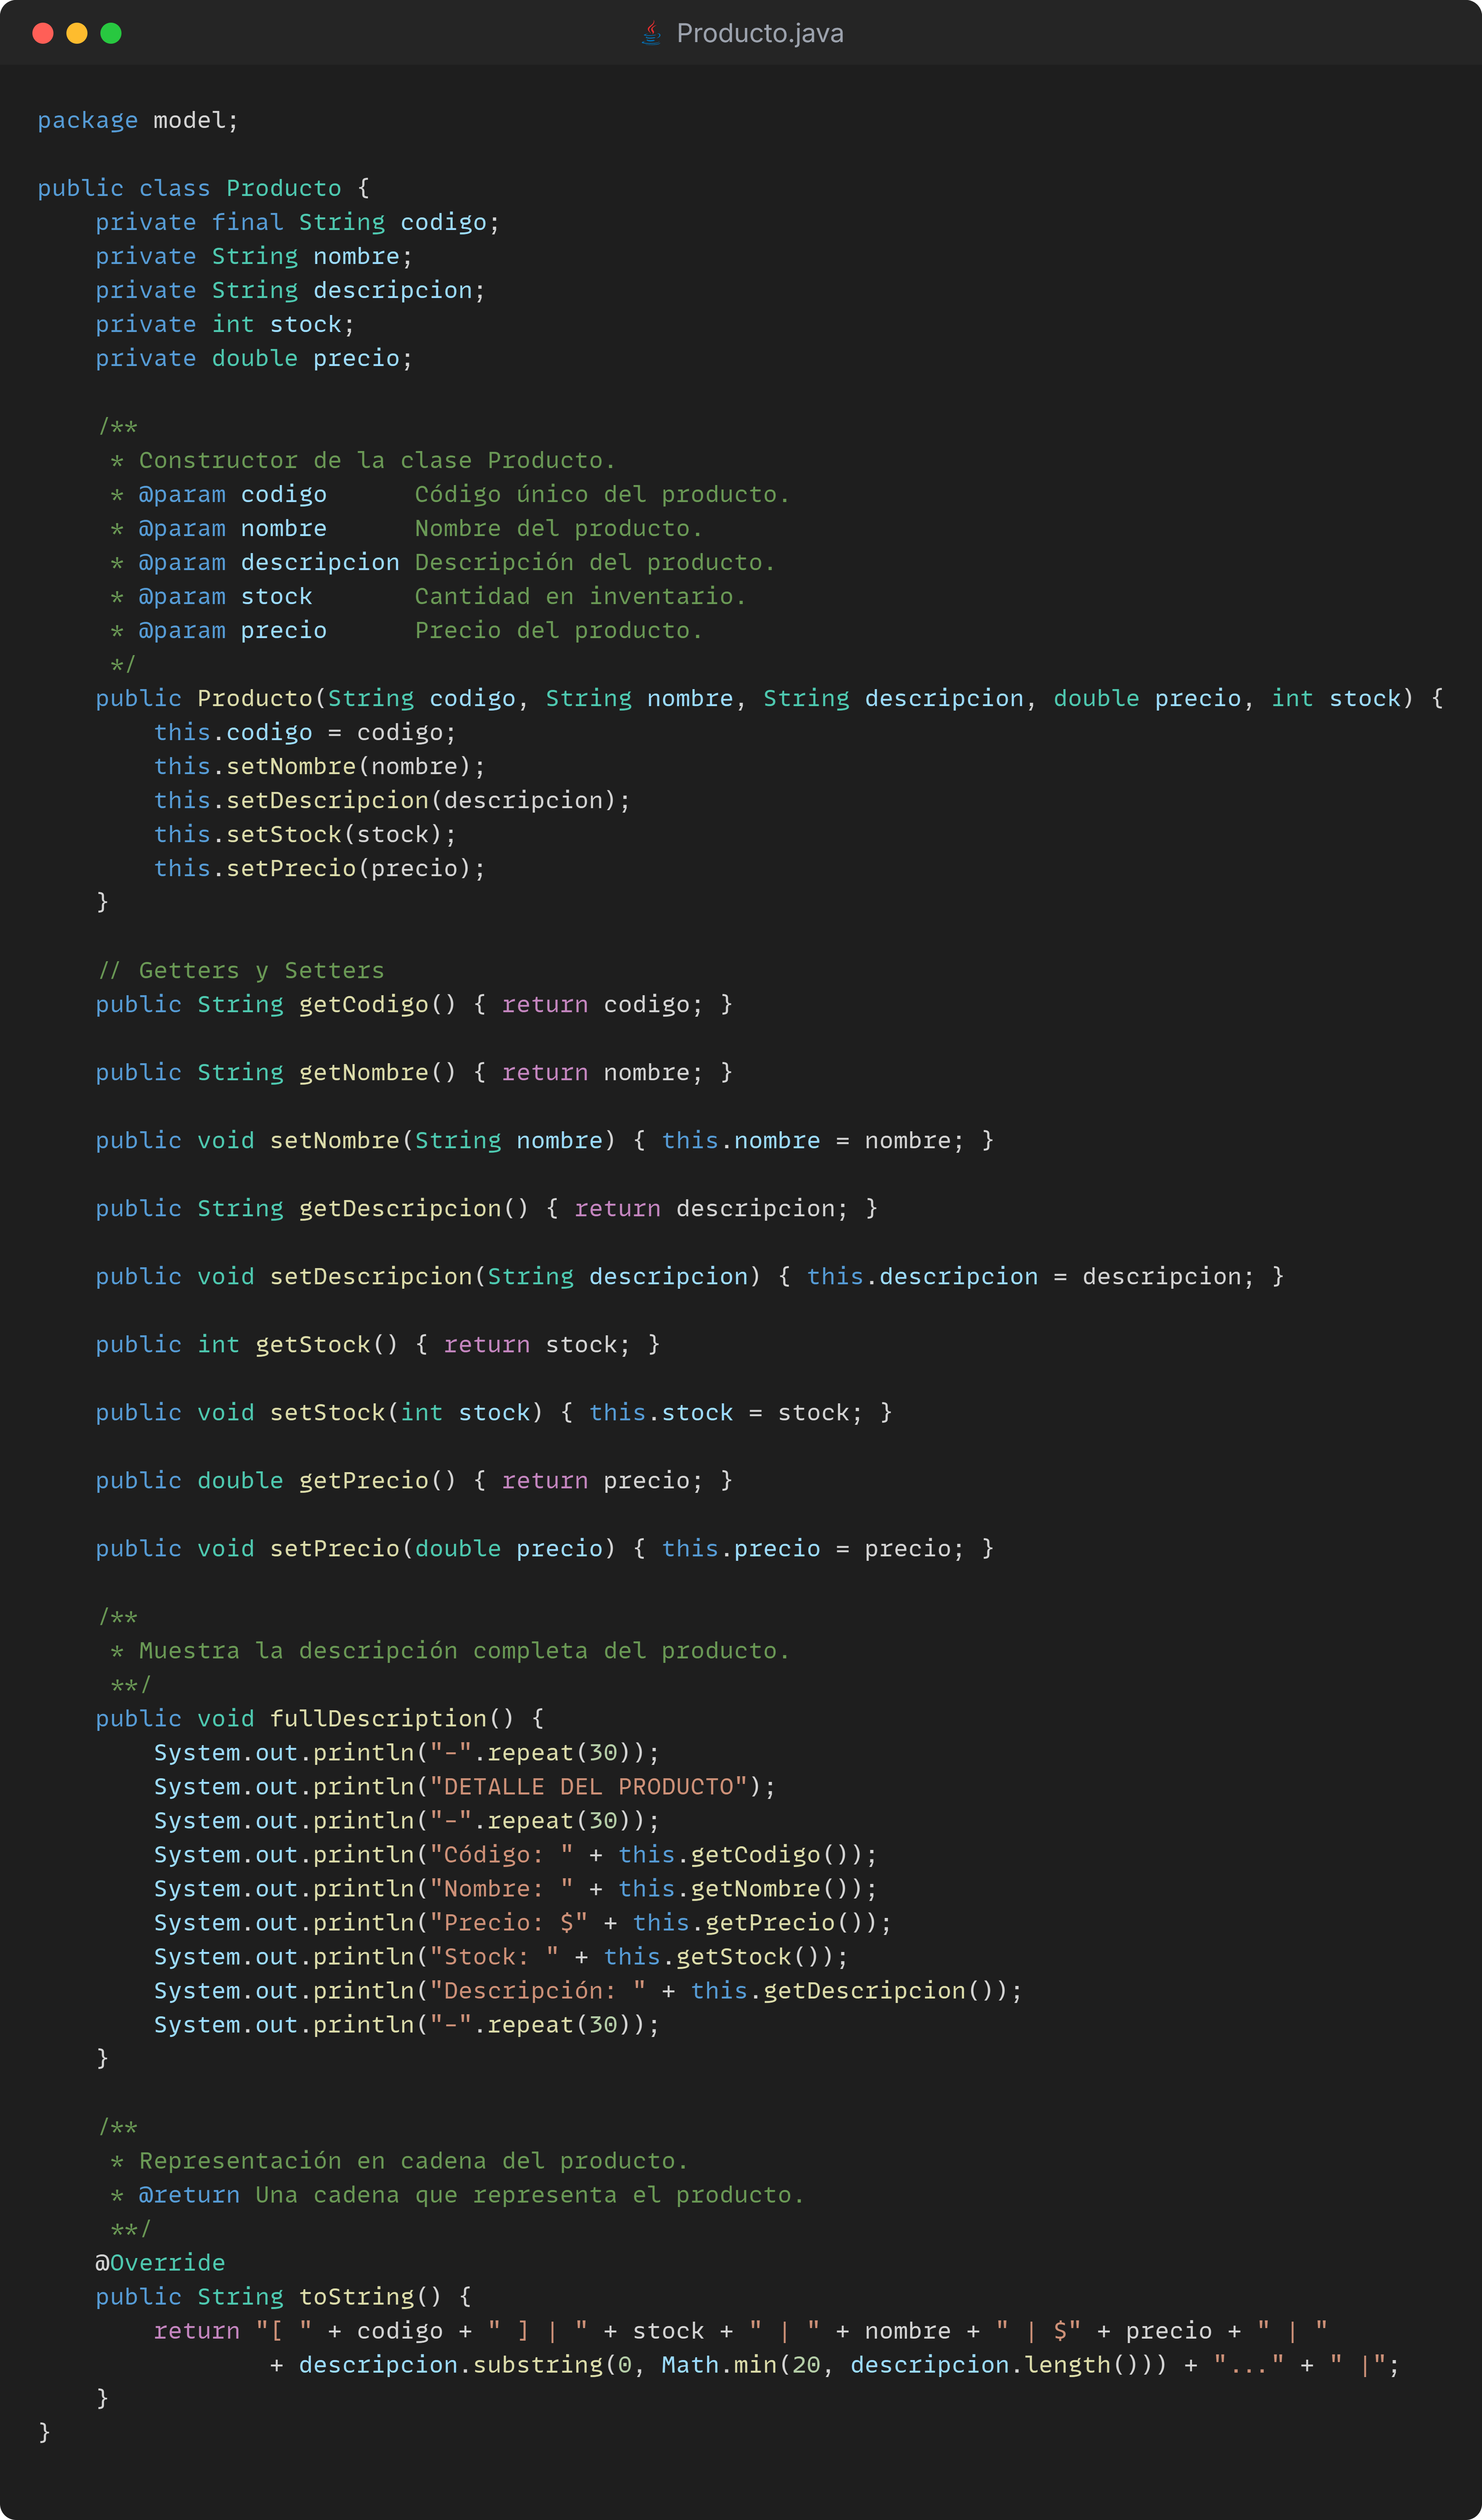 Producto.java
package model;
public class Producto {
    private final String codigo;
    private String nombre;
    private String descripcion;
    private int stock;
    private double precio;
    /**
     * Constructor de la clase Producto.
     * @param codigo      Código único del producto.
     * @param nombre      Nombre del producto.
     * @param descripcion Descripción del producto.
     * @param stock       Cantidad en inventario.
     * @param precio      Precio del producto.
     */
    public Producto(String codigo, String nombre, String descripcion, double precio, int stock) {
        this.codigo = codigo;
        this.setNombre(nombre);
        this.setDescripcion(descripcion);
        this.setStock(stock);
        this.setPrecio(precio);
    }
    // Getters y Setters
    public String getCodigo() { return codigo; }
    public String getNombre() { return nombre; }
    public void setNombre(String nombre) { this.nombre = nombre; }
    public String getDescripcion() { return descripcion; }
    public void setDescripcion(String descripcion) { this.descripcion = descripcion; }
    public int getStock() { return stock; }
    public void setStock(int stock) { this.stock = stock; }
    public double getPrecio() { return precio; }
    public void setPrecio(double precio) { this.precio = precio; }
    /**
     * Muestra la descripción completa del producto.
     **/
    public void fullDescription() {
        System.out.println("-".repeat(30));
        System.out.println("DETALLE DEL PRODUCTO");
        System.out.println("-".repeat(30));
        System.out.println("Código: " + this.getCodigo());
        System.out.println("Nombre: " + this.getNombre());
        System.out.println("Precio: $" + this.getPrecio());
        System.out.println("Stock: " + this.getStock());
        System.out.println("Descripción: " + this.getDescripcion());
        System.out.println("-".repeat(30));
    }
    /**
     * Representación en cadena del producto.
     * @return Una cadena que representa el producto.
     **/
    @Override
    public String toString() {
        return "[ " + codigo + " ] | " + stock + " | " + nombre + " | $" + precio + " | "
                + descripcion.substring(0, Math.min(20, descripcion.length())) + "..." + " |";
    }
}